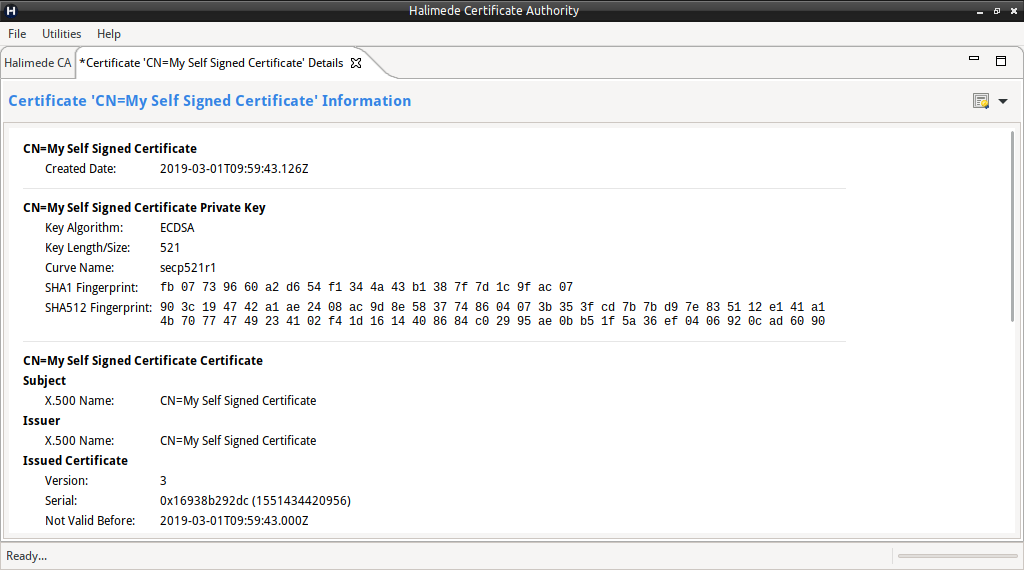 H Halimede Certificate Authority
File Utilities Help
Halimede CA *Certificate 'CN=My Self Signed Certificate' Details
Certificate 'CN=My Self Signed Certificate' Information
CN=My Self Signed Certificate
Created Date: 2019-03-01T09:59:43.126Z
CN=My Self Signed Certificate Private Key
Key Algorithm: ECDSA
Key Length/Size: 521
Curve Name: secp521r1
SHA1 Fingerprint: fb 07 73 96 60 a2 d6 54 f1 34 4a 43 b1 38 7f 7d 1c 9f ac 07
SHA512 Fingerprint: 90 3c 19 47 42 a1 ae 24 08 ac 9d 8e 58 37 74 86 04 07 3b 35 3f cd 7b 7b d9 7e 83 51 12 e1 41 a1
4b 70 77 47 49 23 41 02 f4 1d 16 14 40 86 84 c0 29 95 ae 0b b5 1f 5a 36 ef 04 06 92 0c ad 60 90
CN=My Self Signed Certificate Certificate
Subject
X.500 Name: CN=My Self Signed Certificate
Issuer
X.500 Name: CN=My Self Signed Certificate
Issued Certificate
Version: 3
Serial: 0x16938b292dc (1551434420956)
Not Valid Before: 2019-03-01T09:59:43.000Z
Ready...